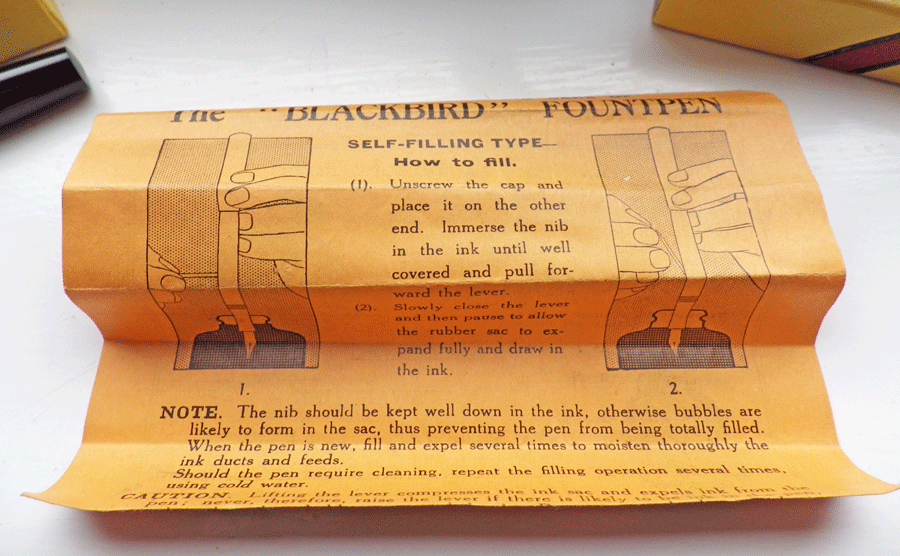 The "BLACKBIRD" FOUNTPEN
SELF-FILLING TYPE—
How to fill.
(1). Unscrew the cap and
place it on the other
end. Immerse the nib
in the ink until well
covered and pull for-
ward the lever.
(2). Slowly close the lever
and then pause to allow
the rubber sac to ex-
pand fully and draw in
the ink.
1.
2.
NOTE. The nib should be kept well down in the ink, otherwise bubbles are
likely to form in the sac, thus preventing the pen from being totally filled.
When the pen is new, fill and expel several times to moisten thoroughly the
ink ducts and feeds.
Should the pen require cleaning, repeat the filling operation several times,
using cold water.
CAUTION. Lifting the lever compresses the ink sac and expels ink from the
pen; never, therefore, raise the lever if there is likely to be